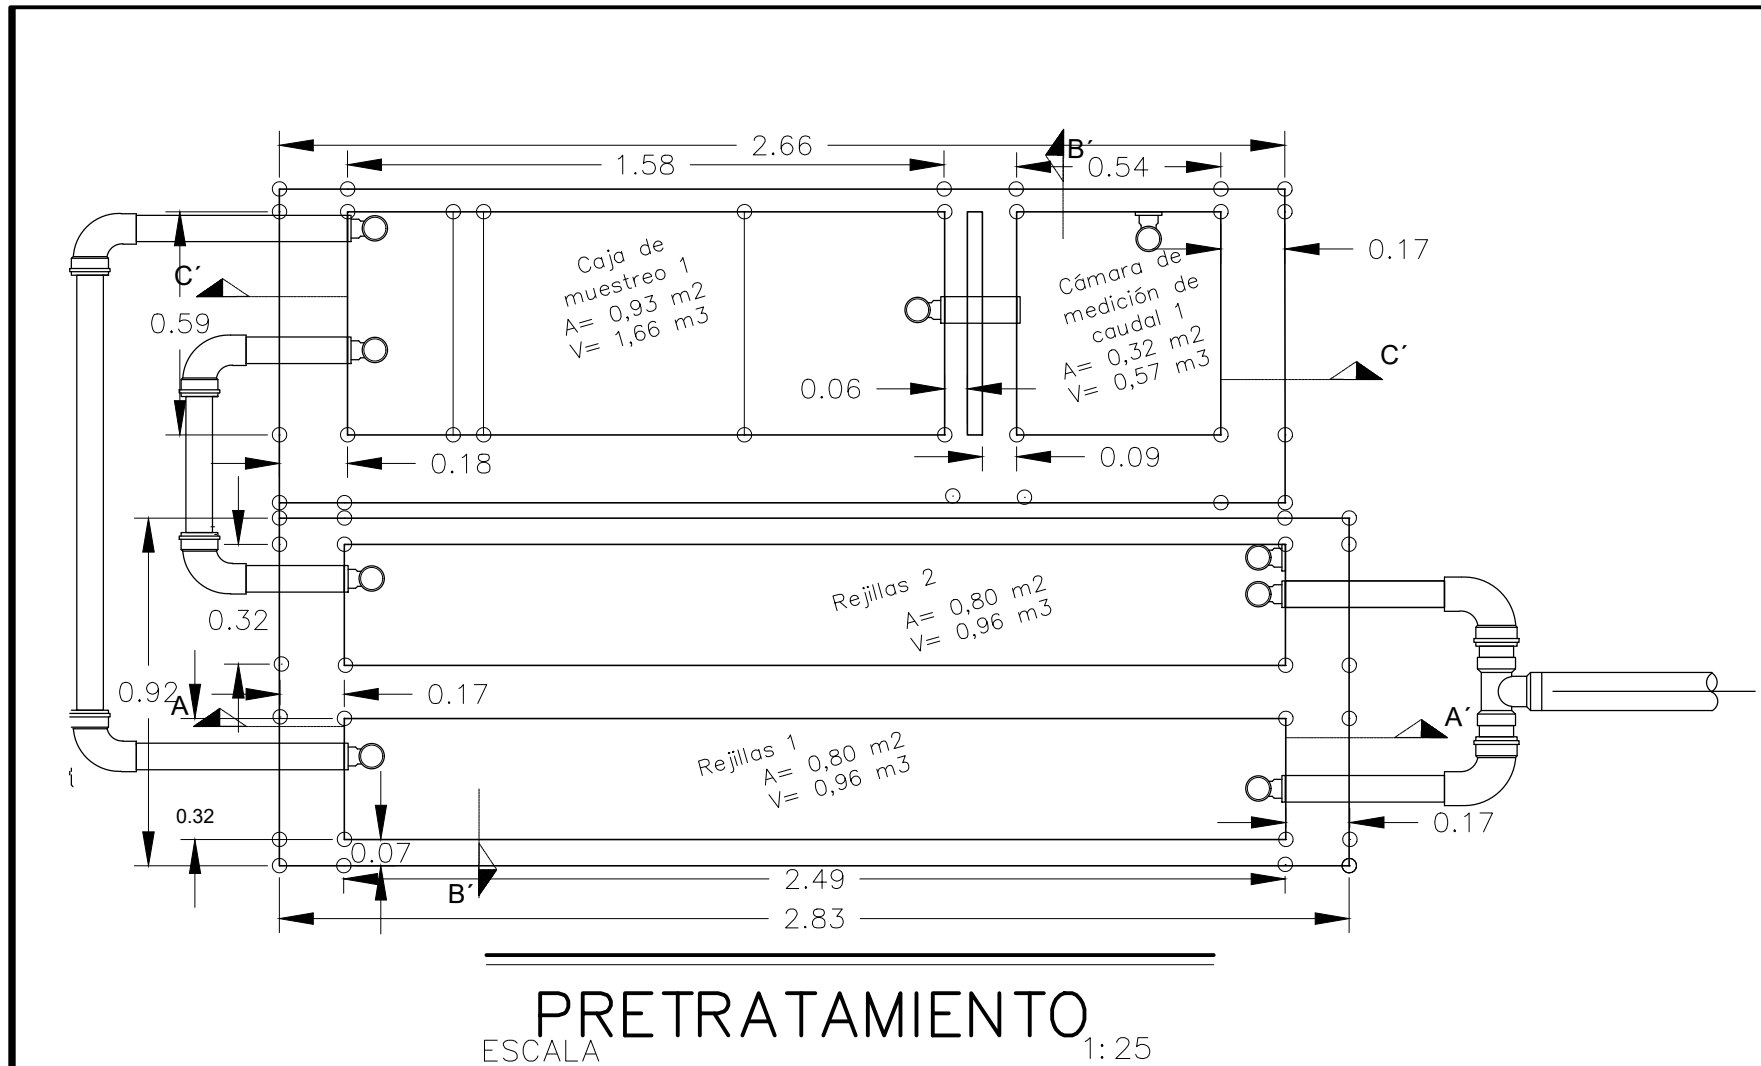 2.66
B´
1.58
0.54
Caja de
muestreo 1
A= 0,93 m2
V= 1,66 m3
Cámara de
medición de
caudal 1
A= 0,32 m2
V= 0,57 m3
0.17
C´
0.59
C´
0.06
0.18
0.09
Rejillas 2
A= 0,80 m2
V= 0,96 m3
0.32
0.92
0.17
A
A´
Rejillas 1
A= 0,80 m2
V= 0,96 m3
0.32
0.17
0.07
B´
2.49
2.83
PRETRATAMIENTO
ESCALA 1:25